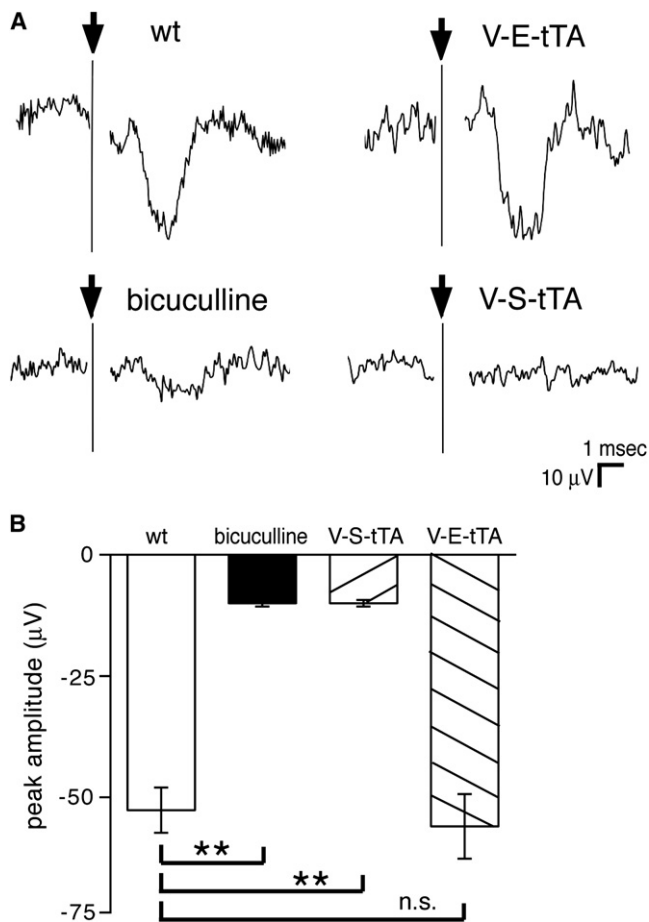 A
wt
V-E-tTA
bicuculline
V-S-tTA
1 msec
10 µV
B
wt bicuculline V-S-tTA V-E-tTA
0
-25
-50
-75
peak amplitude (µV)
**
**
n.s.